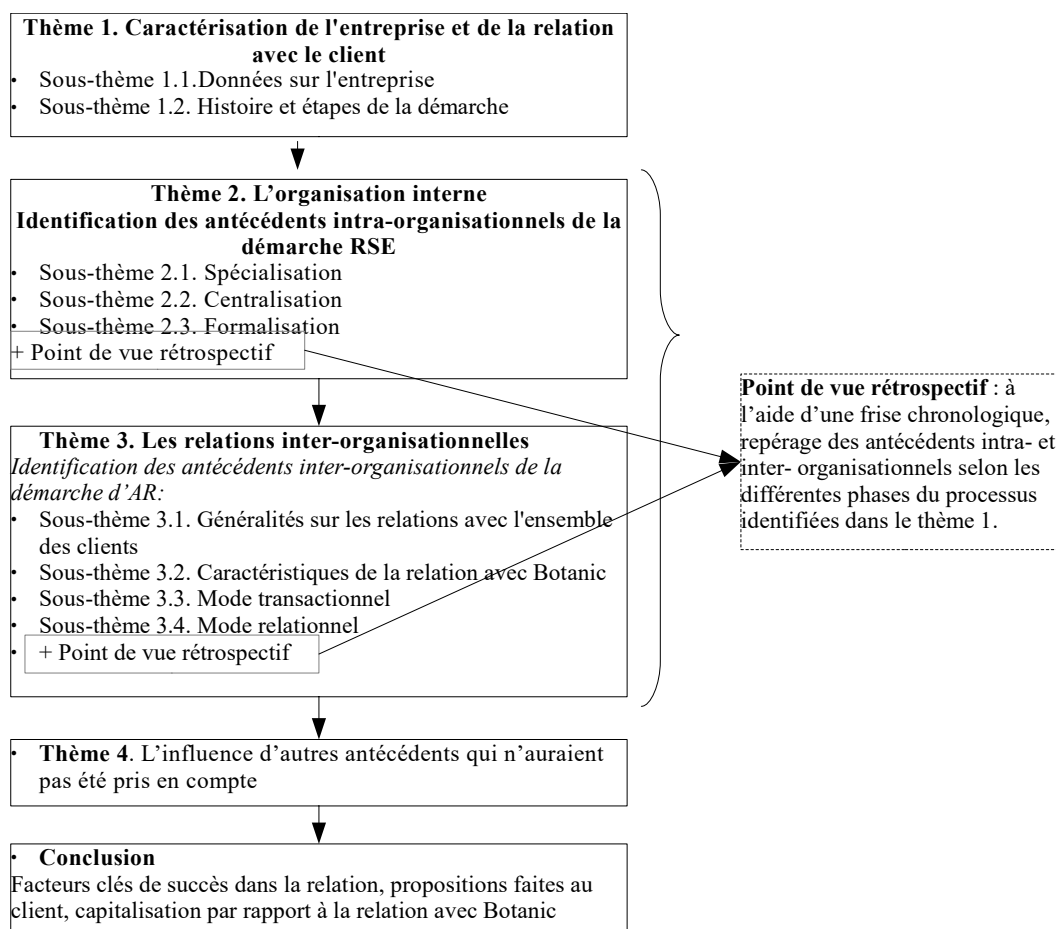 Thème 1. Caractérisation de l'entreprise et de la relation
avec le client
• Sous-thème 1.1.Données sur l'entreprise
• Sous-thème 1.2. Histoire et étapes de la démarche
Thème 2. L’organisation interne
Identification des antécédents intra-organisationnels de la
démarche RSE
• Sous-thème 2.1. Spécialisation
• Sous-thème 2.2. Centralisation
• Sous-thème 2.3. Formalisation
+ Point de vue rétrospectif
Thème 3. Les relations inter-organisationnelles
Identification des antécédents inter-organisationnels de la
démarche d’AR:
• Sous-thème 3.1. Généralités sur les relations avec l'ensemble
des clients
• Sous-thème 3.2. Caractéristiques de la relation avec Botanic
• Sous-thème 3.3. Mode transactionnel
• Sous-thème 3.4. Mode relationnel
• + Point de vue rétrospectif
Point de vue rétrospectif : à
l’aide d’une frise chronologique,
repérage des antécédents intra- et
inter- organisationnels selon les
différentes phases du processus
identifiées dans le thème 1.
• Thème 4. L’influence d’autres antécédents qui n’auraient
pas été pris en compte
• Conclusion
Facteurs clés de succès dans la relation, propositions faites au
client, capitalisation par rapport à la relation avec Botanic